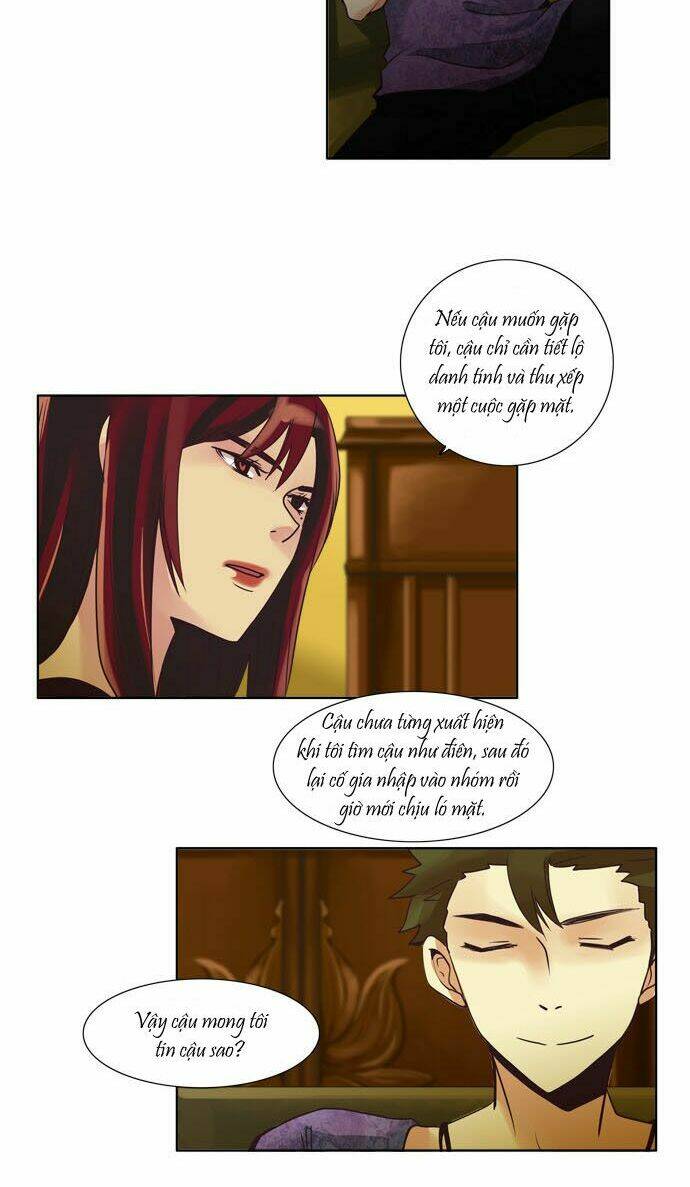 Nếu cậu muốn gặp
tôi, cậu chỉ cần tiết lộ
danh tính và thu xếp
một cuộc gặp mặt.
Cậu chưa từng xuất hiện
khi tôi tìm cậu như điên, sau đó
lại cố gia nhập vào nhóm rồi
giờ mới chịu ló mặt.
Vậy cậu mong tôi
tin cậu sao?